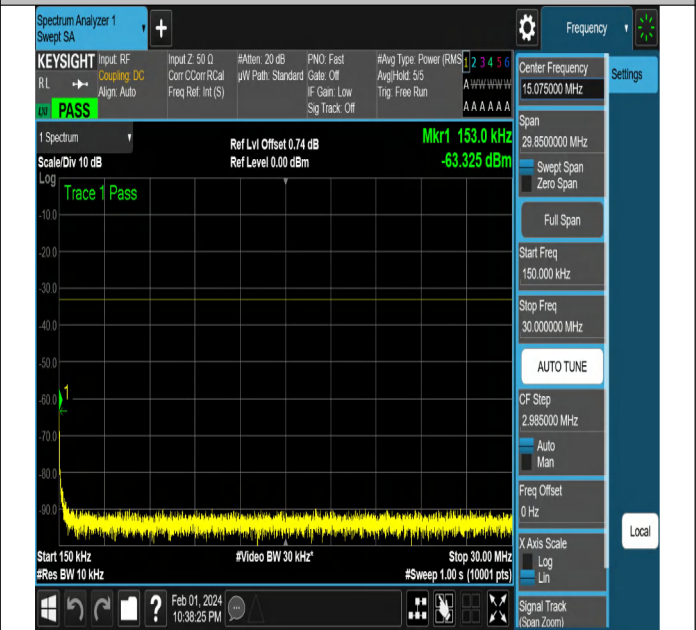 Spectrum Analyzer 1
Swept SA
+
Frequency
KEYSIGHT
RL
LXI
PASS
Input: RF
Coupling: DC
Align: Auto
Input Z: 50 Ω
Corr CCorr RCal
Freq Ref: Int (S)
#Atten: 20 dB
µW Path: Standard
PNO: Fast
Gate: Off
IF Gain: Low
Sig Track: Off
#Avg Type: Power (RMS
Avg|Hold: 5/5
Trig: Free Run
1 2 3 4 5 6
A W W W W W
A A A A A A
1 Spectrum
Scale/Div 10 dB
Ref Lvl Offset 0.74 dB
Ref Level 0.00 dBm
Mkr1 153.0 kHz
-63.325 dBm
Log
Trace 1 Pass
-10.0
-20.0
-30.0
-40.0
-50.0
-60.0
-70.0
-80.0
-90.0
1
Start 150 kHz
#Res BW 10 kHz
#Video BW 30 kHz*
Stop 30.00 MHz
#Sweep 1.00 s (10001 pts)
Center Frequency
15.075000 MHz
Settings
Span
29.8500000 MHz
Swept Span
Zero Span
Full Span
Start Freq
150.000 kHz
Stop Freq
30.000000 MHz
AUTO TUNE
CF Step
2.985000 MHz
Auto
Man
Freq Offset
0 Hz
X Axis Scale
Log
Lin
Local
Signal Track
(Span Zoom)
?
Feb 01, 2024
10:38:25 PM